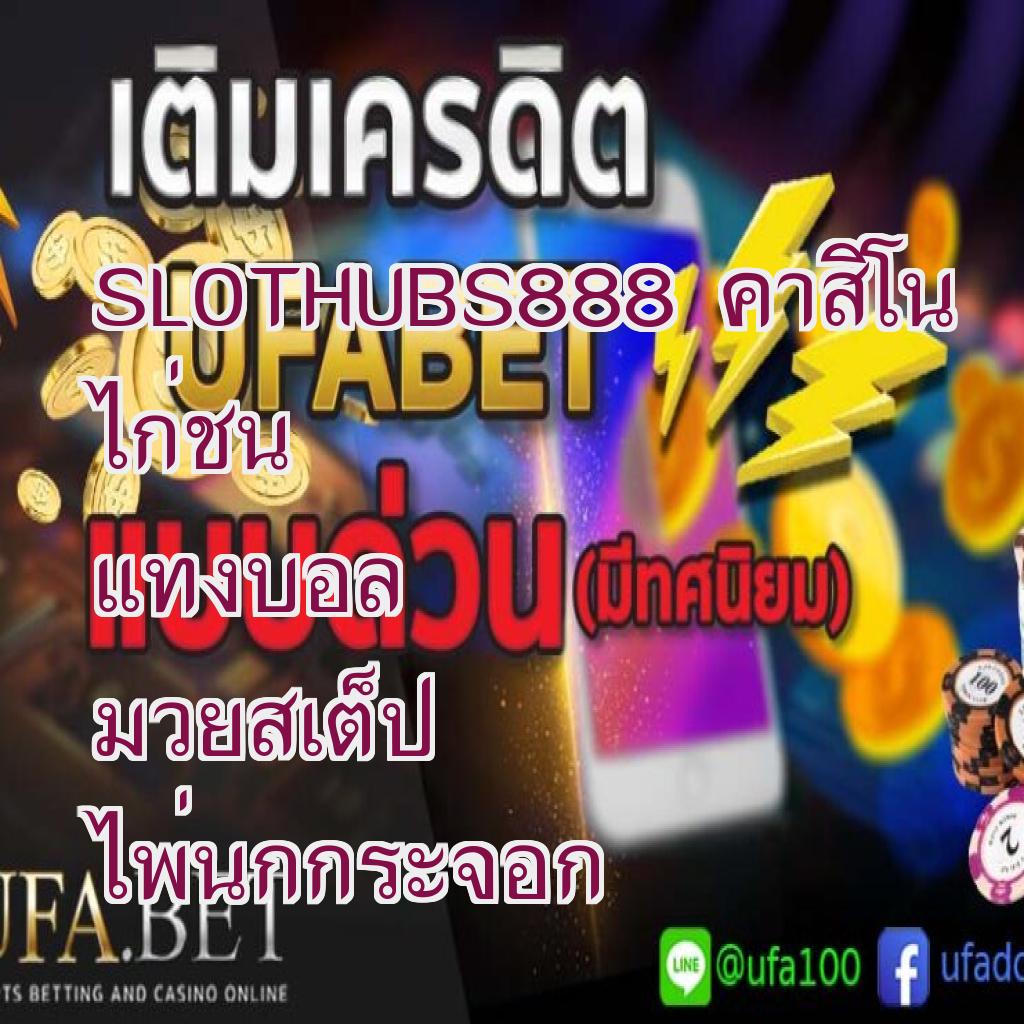 เติมเครดิต
SLOTHUBS888 คาสิโน
UFABET
ไก่ชน
แบบด่วน (มีทศนิยม)
แทงบอล
มวยสเต็ป
ไพ่นกกระจอก
UFA.BET
TS BETTING AND CASINO ONLINE
LINE @ufa100 f ufado
100